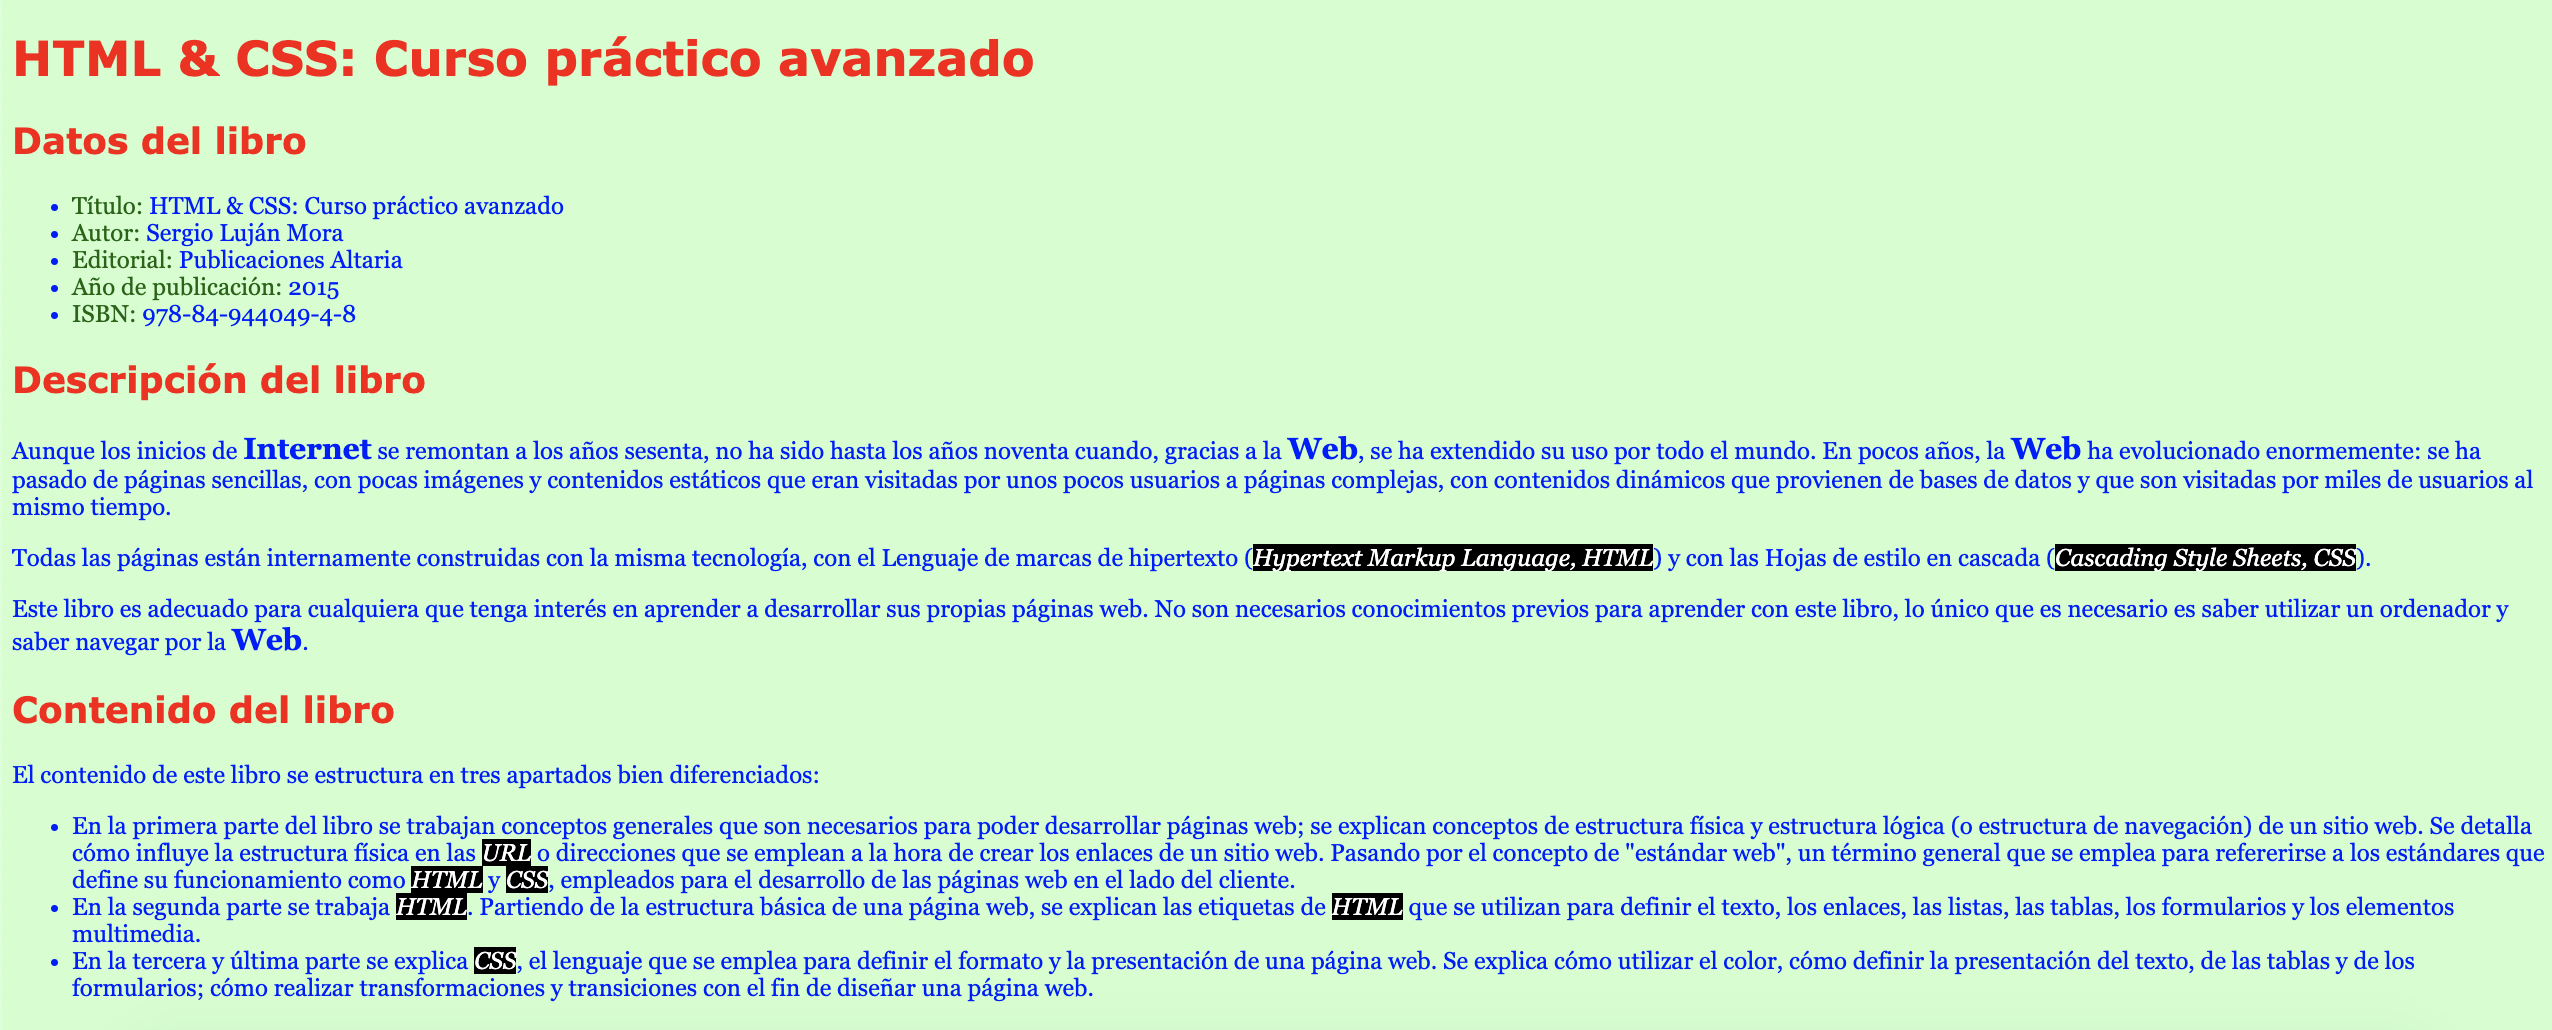 HTML & CSS: Curso práctico avanzado
Datos del libro
• Título: HTML & CSS: Curso práctico avanzado
• Autor: Sergio Luján Mora
• Editorial: Publicaciones Altaria
• Año de publicación: 2015
• ISBN: 978-84-944049-4-8
Descripción del libro
Aunque los inicios de Internet se remontan a los años sesenta, no ha sido hasta los años noventa cuando, gracias a la Web, se ha extendido su uso por todo el mundo. En pocos años, la Web ha evolucionado enormemente: se ha
pasado de páginas sencillas, con pocas imágenes y contenidos estáticos que eran visitadas por unos pocos usuarios a páginas complejas, con contenidos dinámicos que provienen de bases de datos y que son visitadas por miles de usuarios al
mismo tiempo.
Todas las páginas están internamente construidas con la misma tecnología, con el Lenguaje de marcas de hipertexto (Hypertext Markup Language, HTML) y con las Hojas de estilo en cascada (Cascading Style Sheets, CSS).
Este libro es adecuado para cualquiera que tenga interés en aprender a desarrollar sus propias páginas web. No son necesarios conocimientos previos para aprender con este libro, lo único que es necesario es saber utilizar un ordenador y
saber navegar por la Web.
Contenido del libro
El contenido de este libro se estructura en tres apartados bien diferenciados:
• En la primera parte del libro se trabajan conceptos generales que son necesarios para poder desarrollar páginas web; se explican conceptos de estructura física y estructura lógica (o estructura de navegación) de un sitio web. Se detalla
cómo influye la estructura física en las URL o direcciones que se emplean a la hora de crear los enlaces de un sitio web. Pasando por el concepto de "estándar web", un término general que se emplea para refererirse a los estándares que
define su funcionamiento como HTML y CSS, empleados para el desarrollo de las páginas web en el lado del cliente.
• En la segunda parte se trabaja HTML. Partiendo de la estructura básica de una página web, se explican las etiquetas de HTML que se utilizan para definir el texto, los enlaces, las listas, las tablas, los formularios y los elementos
multimedia.
• En la tercera y última parte se explica CSS, el lenguaje que se emplea para definir el formato y la presentación de una página web. Se explica cómo utilizar el color, cómo definir la presentación del texto, de las tablas y de los
formularios; cómo realizar transformaciones y transiciones con el fin de diseñar una página web.